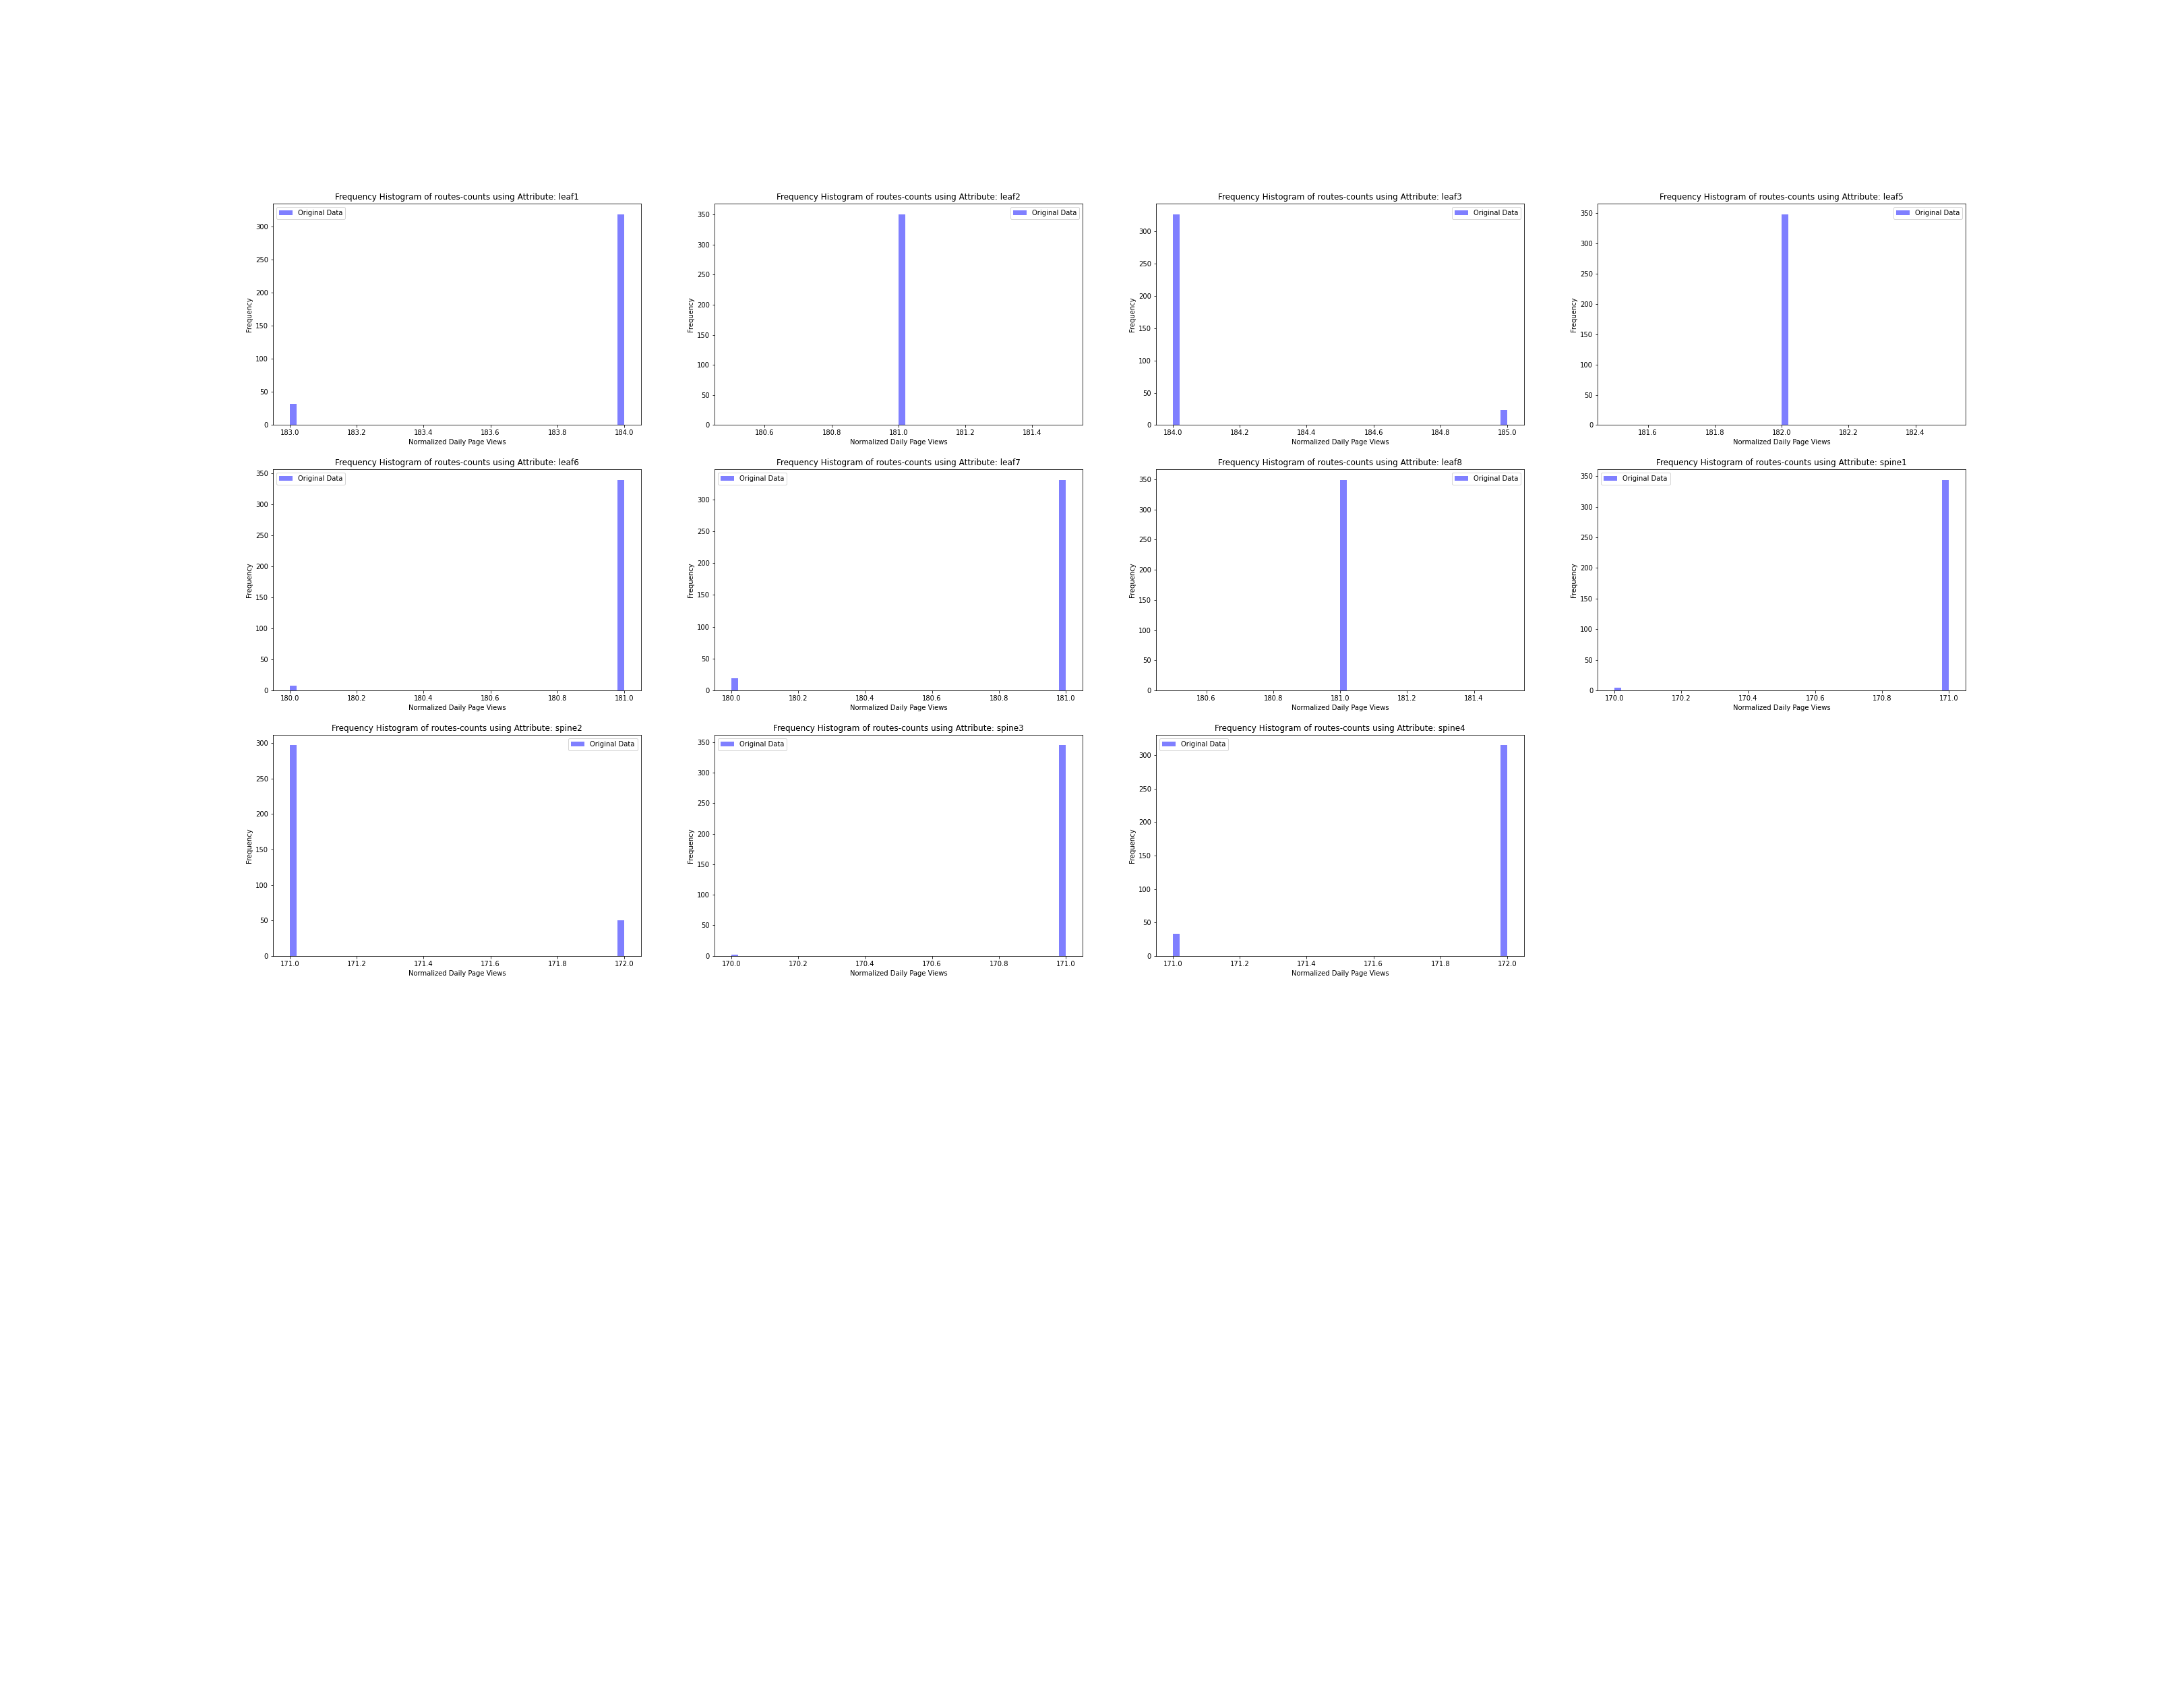 Frequency Histogram of routes-counts using Attribute: leaf1
Original Data
Frequency
300
250
200
150
100
50
0
183.0 183.2 183.4 183.6 183.8 184.0
Normalized Daily Page Views
Frequency Histogram of routes-counts using Attribute: leaf2
Original Data
Frequency
350
300
250
200
150
100
50
0
180.6 180.8 181.0 181.2 181.4
Normalized Daily Page Views
Frequency Histogram of routes-counts using Attribute: leaf3
Original Data
Frequency
300
250
200
150
100
50
0
184.0 184.2 184.4 184.6 184.8 185.0
Normalized Daily Page Views
Frequency Histogram of routes-counts using Attribute: leaf5
Original Data
Frequency
350
300
250
200
150
100
50
0
181.6 181.8 182.0 182.2 182.4
Normalized Daily Page Views
Frequency Histogram of routes-counts using Attribute: leaf6
Original Data
Frequency
350
300
250
200
150
100
50
0
180.0 180.2 180.4 180.6 180.8 181.0
Normalized Daily Page Views
Frequency Histogram of routes-counts using Attribute: leaf7
Original Data
Frequency
300
250
200
150
100
50
0
180.0 180.2 180.4 180.6 180.8 181.0
Normalized Daily Page Views
Frequency Histogram of routes-counts using Attribute: leaf8
Original Data
Frequency
350
300
250
200
150
100
50
0
180.6 180.8 181.0 181.2 181.4
Normalized Daily Page Views
Frequency Histogram of routes-counts using Attribute: spine1
Original Data
Frequency
350
300
250
200
150
100
50
0
170.0 170.2 170.4 170.6 170.8 171.0
Normalized Daily Page Views
Frequency Histogram of routes-counts using Attribute: spine2
Original Data
Frequency
300
250
200
150
100
50
0
171.0 171.2 171.4 171.6 171.8 172.0
Normalized Daily Page Views
Frequency Histogram of routes-counts using Attribute: spine3
Original Data
Frequency
350
300
250
200
150
100
50
0
170.0 170.2 170.4 170.6 170.8 171.0
Normalized Daily Page Views
Frequency Histogram of routes-counts using Attribute: spine4
Original Data
Frequency
300
250
200
150
100
50
0
171.0 171.2 171.4 171.6 171.8 172.0
Normalized Daily Page Views